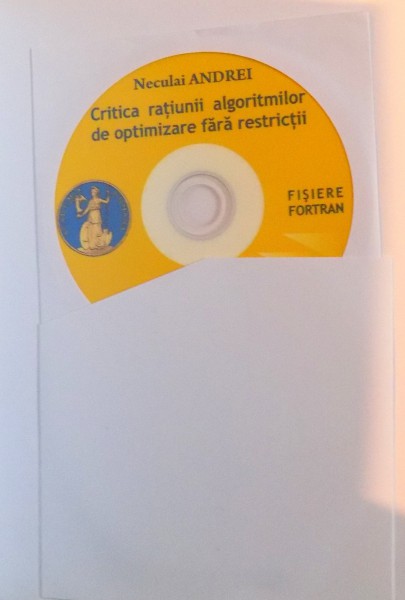 Neculai ANDREI
Critica rațiunii algoritmilor
de optimizare fără restricții
FIȘIERE
FORTRAN